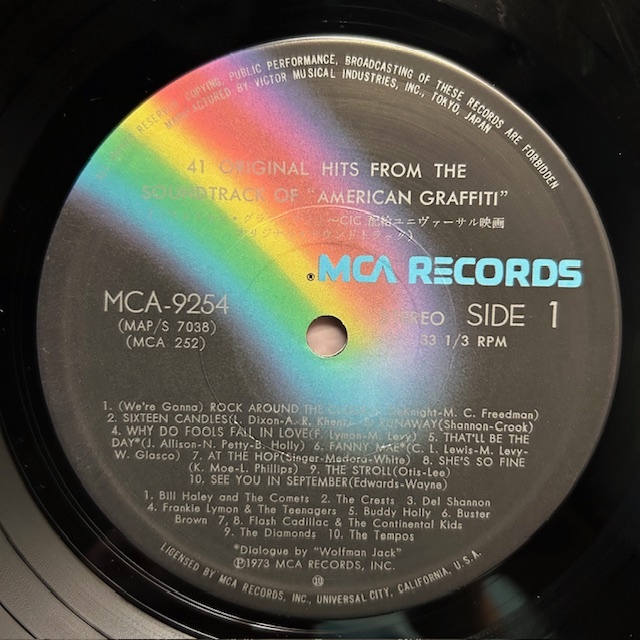 RESERVED. COPYING, PUBLIC PERFORMANCE, BROADCASTING OF THESE RECORDS ARE FORBIDDEN
MANUFACTURED BY VICTOR MUSICAL INDUSTRIES, INC., TOKYO, JAPAN
41 ORIGINAL HITS FROM THE
SOUNDTRACK OF "AMERICAN GRAFFITI"
〜CIC 配給ユニヴァーサル映画
® MCA RECORDS
MCA-9254
SIDE 1
(MAP/S 7038)
33 1/3 RPM
(MCA 252)
1. (We're Gonna) ROCK AROUND THE M.C. Freedman)
2. SIXTEEN CANDLES(L. Dixon-A.R. RUNAWAY(Shannon-Crook)
4. WHY DO FOOLS FALL IN LOVE(F. Lyman-M. Levy) 5. THAT'LL BE THE
DAY*(J. Allison-N. Petty-B. Holly) 6. FANNY MAE*(C. L. Lewis-M. Levy-
W. Glasco) 7. AT THE HOP(Singer-Medora-White) 8. SHE'S SO FINE
(K. Moe-L. Phillips) 9. THE STROLL(Otis-Lee)
10. SEE YOU IN SEPTEMBER(Edwards-Wayne)
1. Bill Haley and The Comets 2. The Crests 3. Del Shannon
4. Frankie Lymon & The Teenagers 5. Buddy Holly 6. Buster
Brown 7, 8. Flash Cadillac & The Continental Kids
9. The Diamonds 10. The Tempos
*Dialogue by "Wolfman Jack"
Ⓟ1973 MCA RECORDS, INC.
LICENSED BY MCA RECORDS, INC., UNIVERSAL CITY, CALIFORNIA, U.S.A.